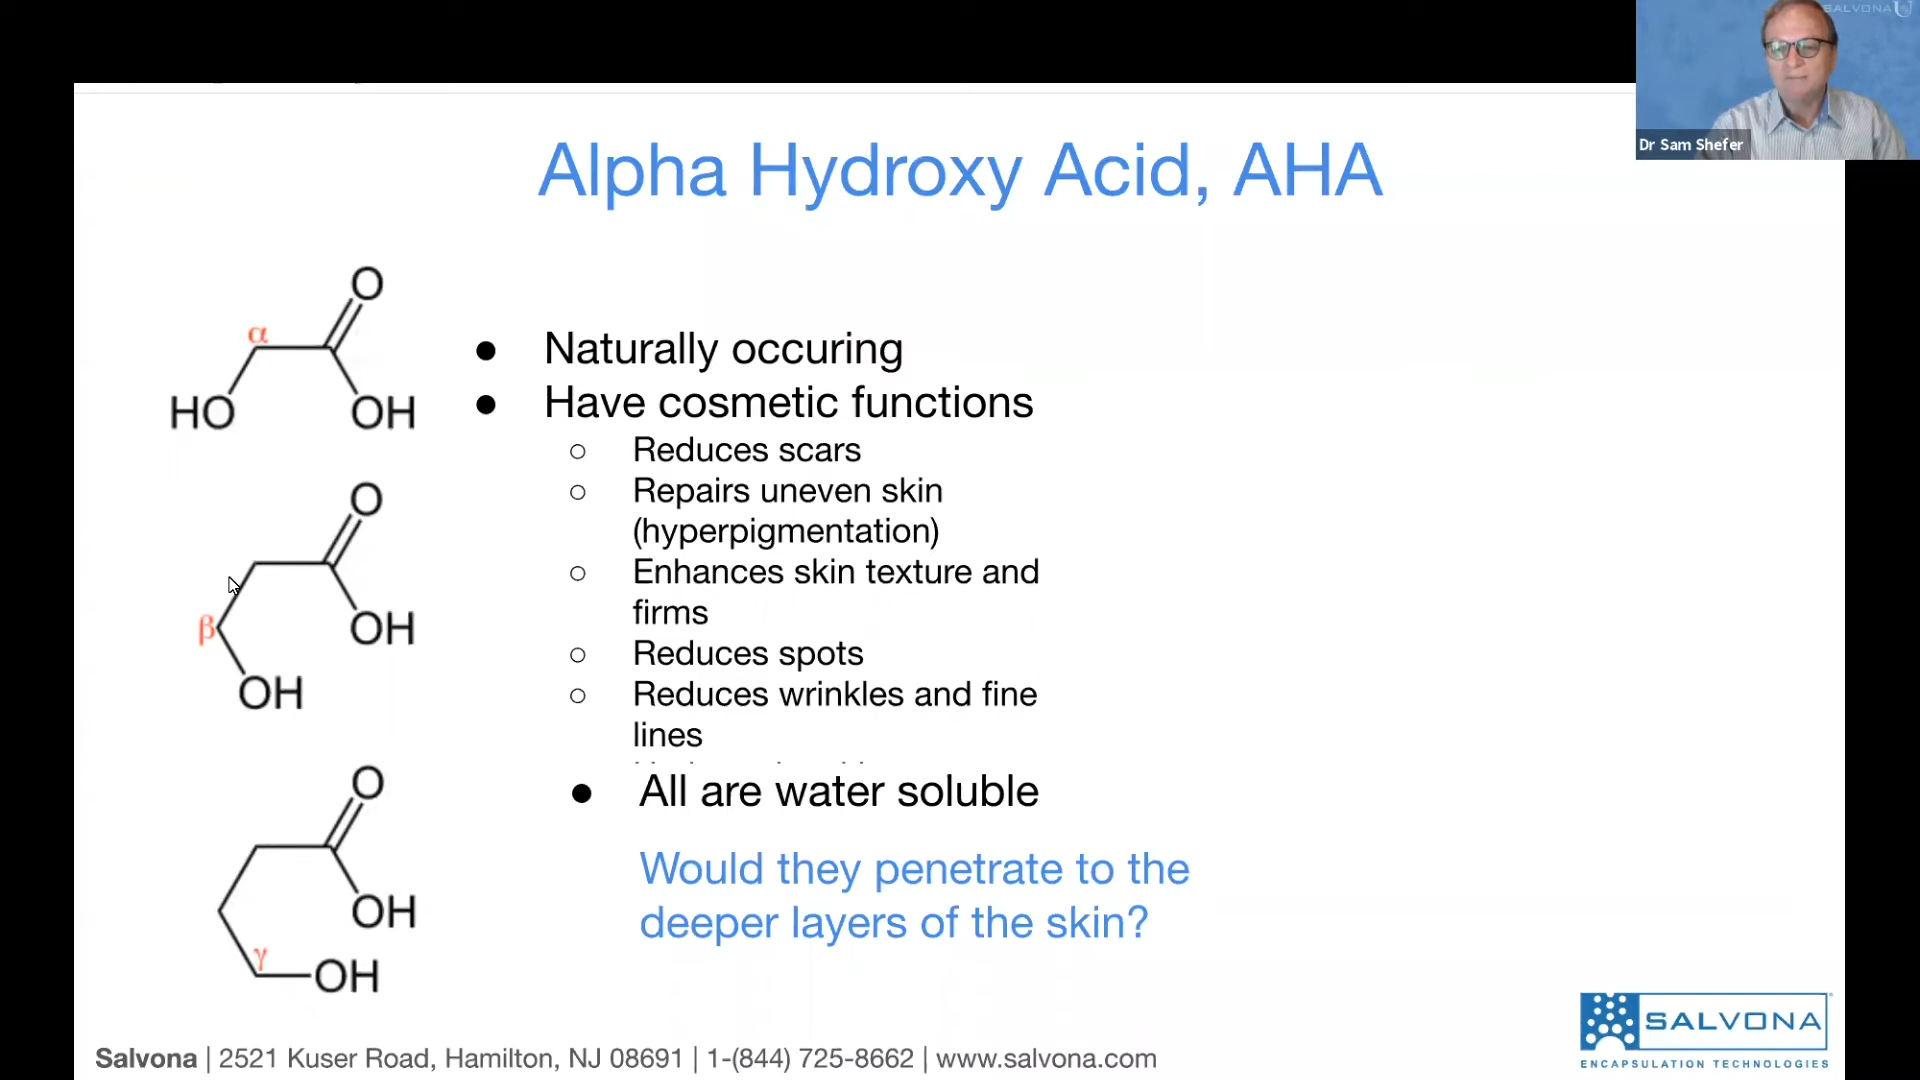 SALVONA
Dr Sam Shefer
Alpha Hydroxy Acid, AHA
O
α
HO
OH
O
β
OH
OH
O
OH
γ
OH
● Naturally occuring
● Have cosmetic functions
○ Reduces scars
○ Repairs uneven skin
(hyperpigmentation)
○ Enhances skin texture and
firms
○ Reduces spots
○ Reduces wrinkles and fine
lines
● All are water soluble
Would they penetrate to the
deeper layers of the skin?
SALVONA
ENCAPSULATION TECHNOLOGIES
Salvona | 2521 Kuser Road, Hamilton, NJ 08691 | 1-(844) 725-8662 | www.salvona.com